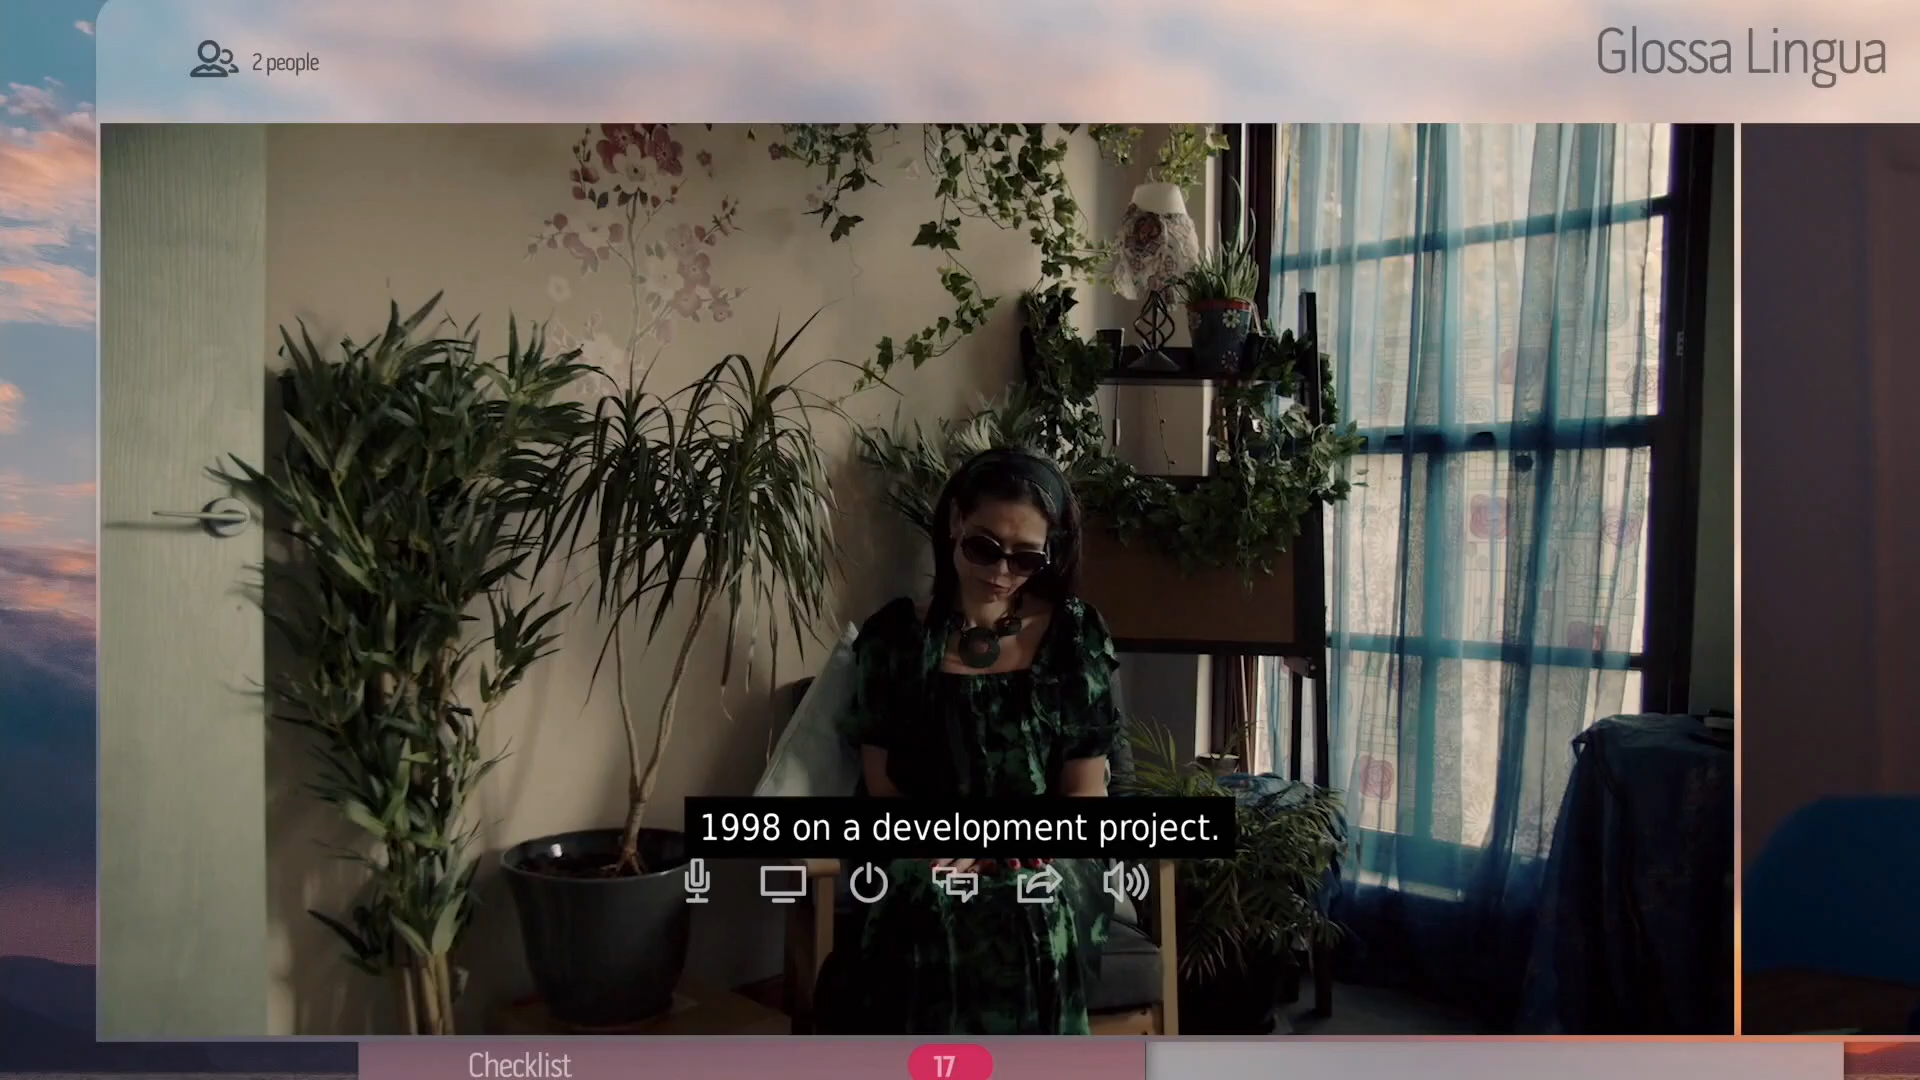 2 people
Glossa Lingua
1998 on a development project.
Checklist
17